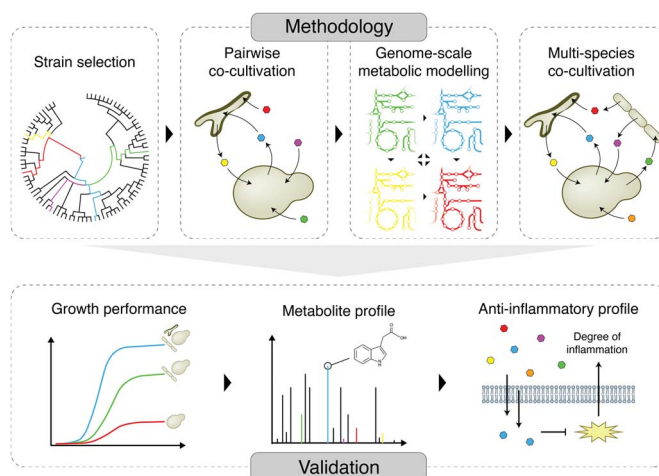 Methodology
Strain selection
Pairwise
co-cultivation
Genome-scale
metabolic modelling
Multi-species
co-cultivation
Growth performance
Metabolite profile
O
OH
N
H
Anti-inflammatory profile
Degree of
inflammation
Validation